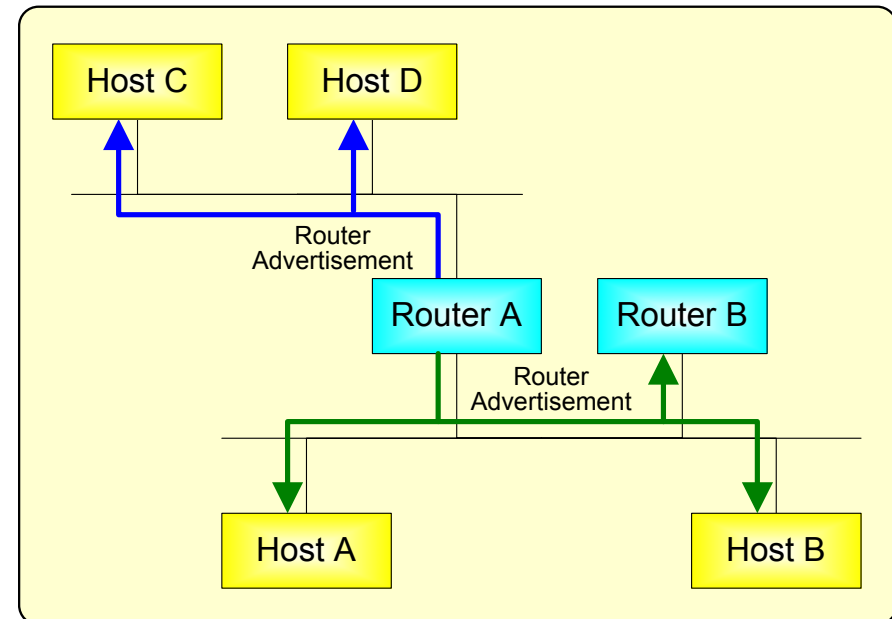 Host C
Host D
Router
Advertisement
Router A
Router B
Router
Advertisement
Host A
Host B